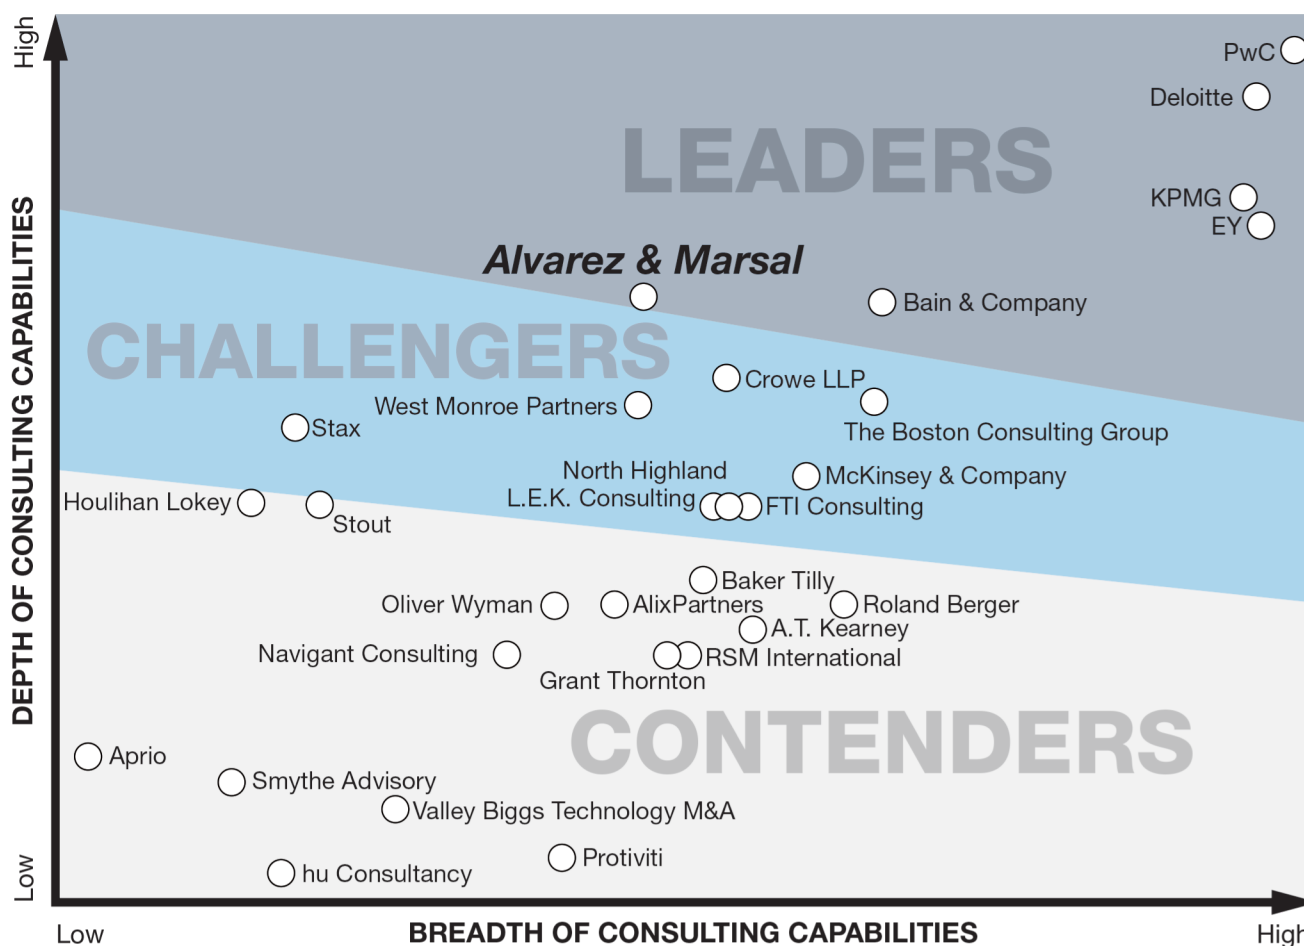 High
PwC
Deloitte
LEADERS
KPMG
EY
Alvarez & Marsal
Bain & Company
CHALLENGERS
Crowe LLP
West Monroe Partners
Stax
The Boston Consulting Group
North Highland
McKinsey & Company
L.E.K. Consulting
FTI Consulting
Houlihan Lokey
Stout
Baker Tilly
Oliver Wyman
AlixPartners
Roland Berger
A.T. Kearney
Navigant Consulting
RSM International
Grant Thornton
CONTENDERS
Aprio
Smythe Advisory
Valley Biggs Technology M&A
Protiviti
hu Consultancy
Low
DEPTH OF CONSULTING CAPABILITIES
Low
BREADTH OF CONSULTING CAPABILITIES
High